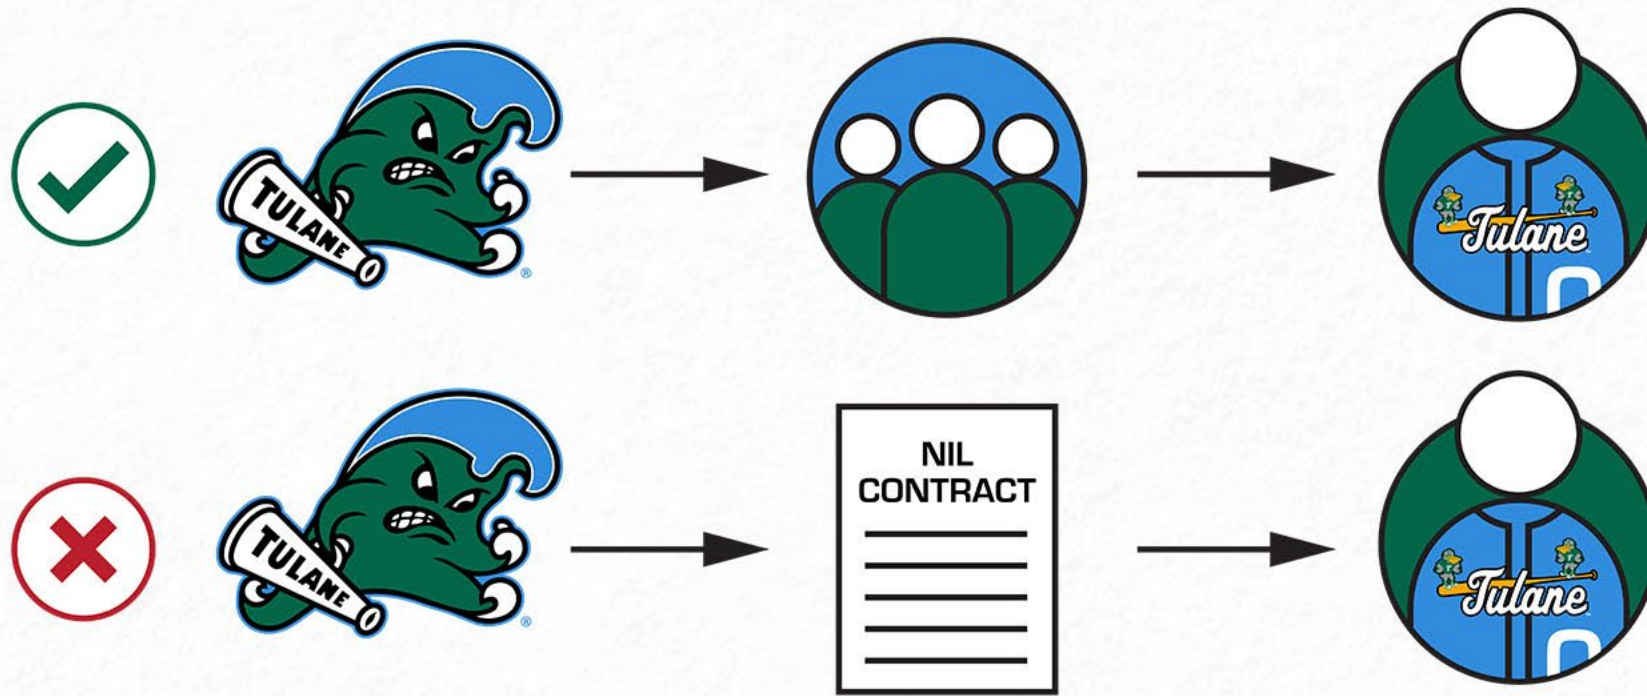 TULANE
®
Tulane
TULANE
®
NIL
CONTRACT
Tulane